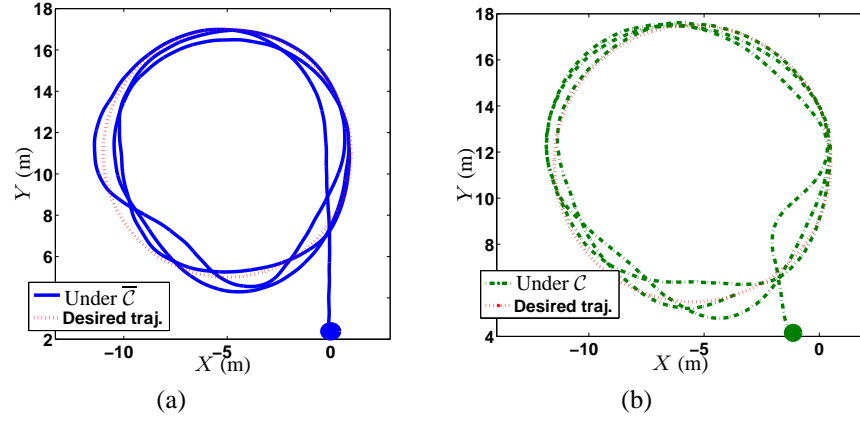 18
16
14
12
10
8
6
4
2
Y (m)
Under C̅
Desired traj.
−10
−5
0
X (m)
(a)
18
16
14
12
10
8
6
4
Y (m)
Under C
Desired traj.
−10
−5
0
X (m)
(b)